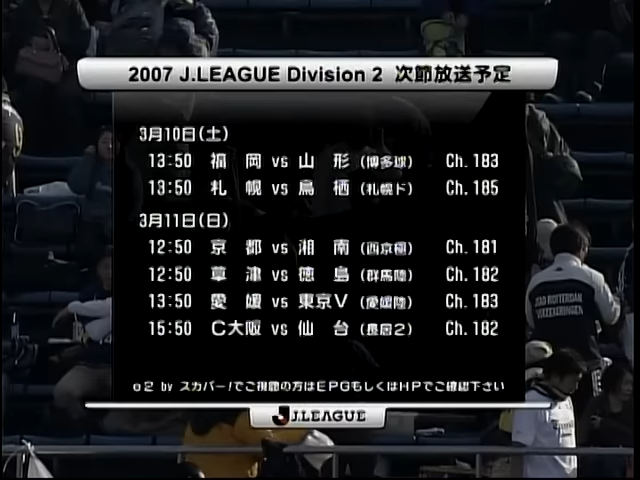 2007 J.LEAGUE Division 2 次節放送予定
3月10日(土)
13:50 福 岡 vs 山 形 (博多球) Ch. 183
13:50 札 幌 vs 鳥 栖 (札幌ド) Ch. 185
3月11日(日)
12:50 京 都 vs 湘 南 (西京極) Ch. 181
12:50 草 津 vs 徳 島 (群馬陸) Ch. 182
13:50 愛 媛 vs 東京V (愛媛陸) Ch. 183
15:50 C大阪 vs 仙 台 (長居2) Ch. 182
e2 by スカパー!でご視聴の方はEPGもしくはHPでご確認下さい
J.LEAGUE
ROTTERDAM